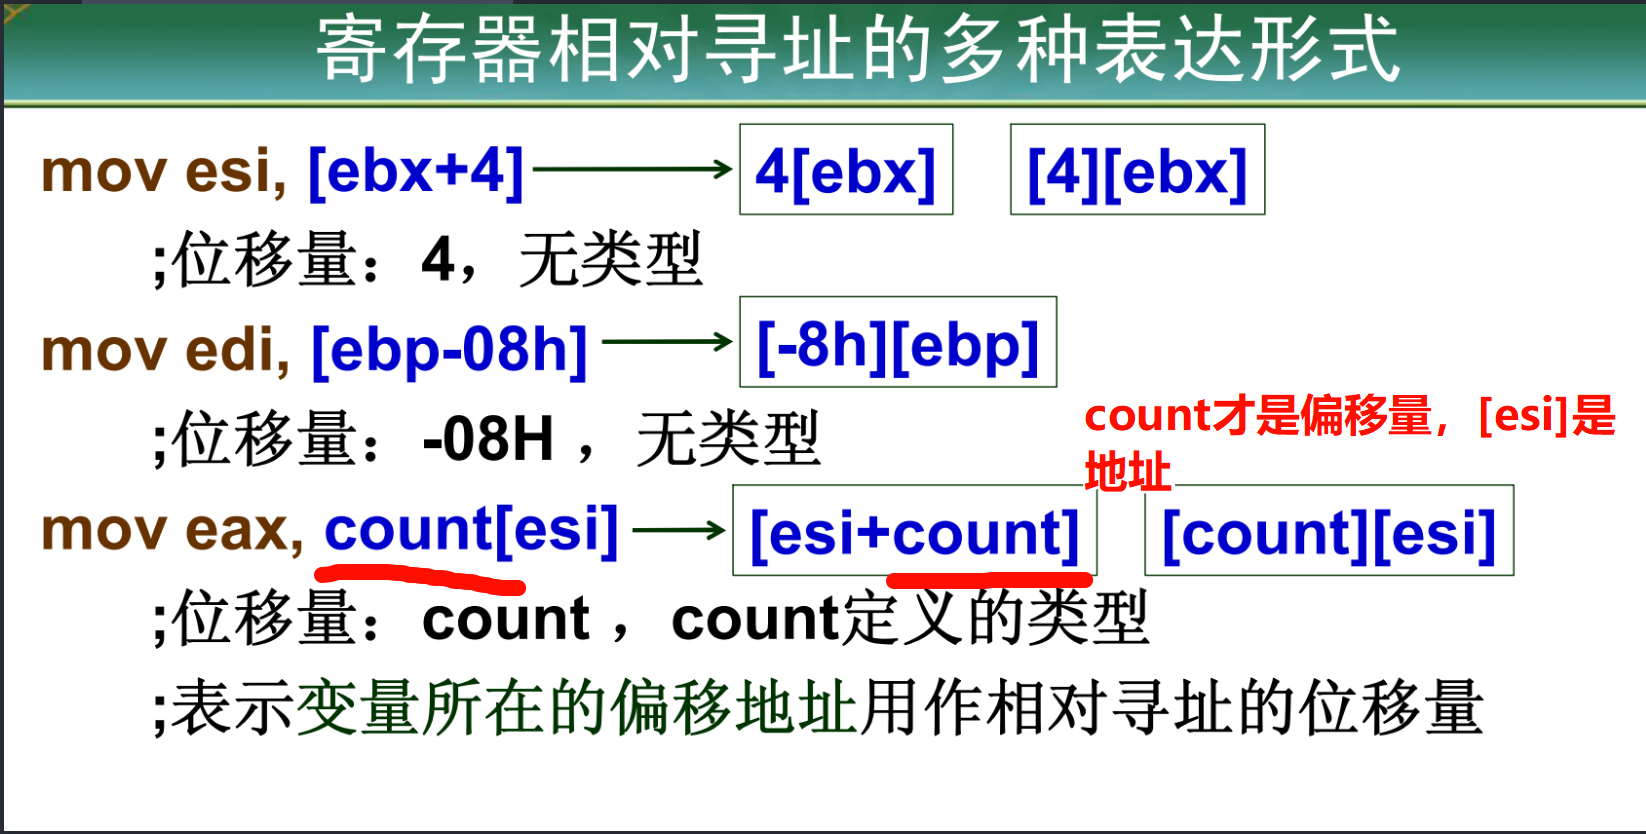 寄存器相对寻址的多种表达形式
mov esi, [ebx+4] 4[ebx] [4][ebx]
;位移量：4，无类型
mov edi, [ebp-08h] [-8h][ebp]
;位移量：-08H ，无类型
count才是偏移量，[esi]是
地址
mov eax, count[esi] [esi+count] [count][esi]
;位移量：count ，count定义的类型
;表示变量所在的偏移地址用作相对寻址的位移量